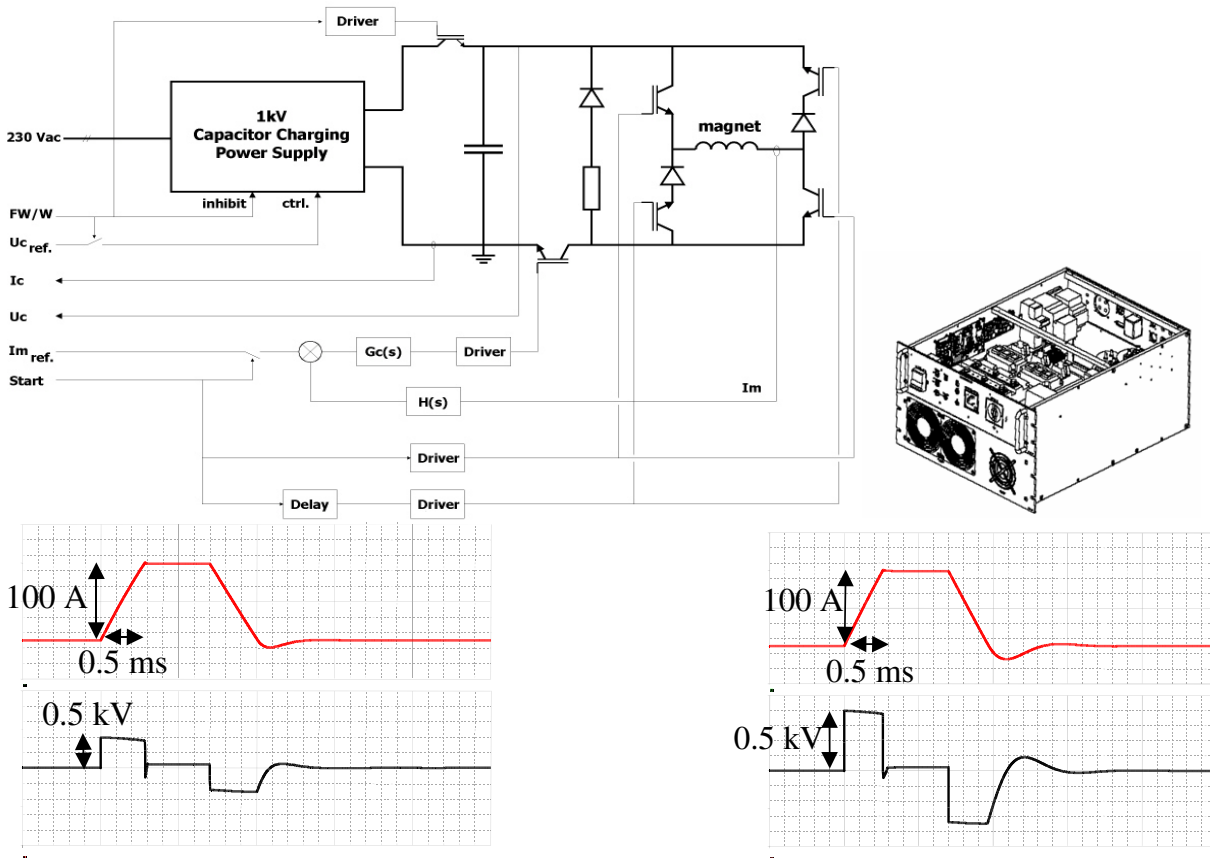 Driver
1kV
Capacitor Charging
Power Supply
230 Vac
magnet
inhibit
ctrl.
FW/W
Uc ref.
Ic
Uc
Im ref.
Start
Gc(s)
Driver
H(s)
Im
Driver
Delay
Driver
100 A
0.5 ms
0.5 kV
100 A
0.5 ms
0.5 kV